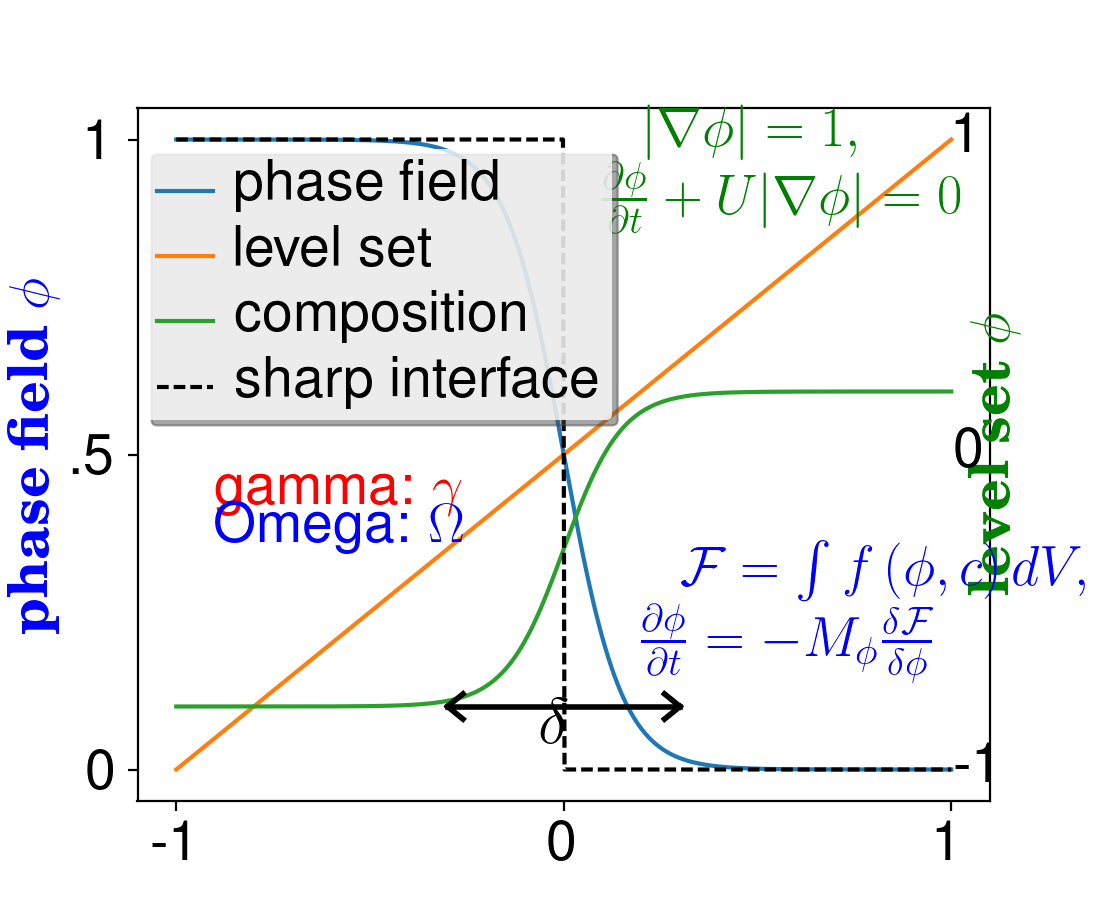 |∇ϕ| = 1,
∂ϕ/∂t + U|∇ϕ| = 0
phase field
level set
composition
sharp interface
phase field ϕ
1
.5
0
gamma: γ
Omega: Ω
ℱ = ∫ f (ϕ, c) dV,
∂ϕ/∂t = −M_ϕ δℱ/δϕ
δ
1
0
-1
level set ϕ
-1
0
1